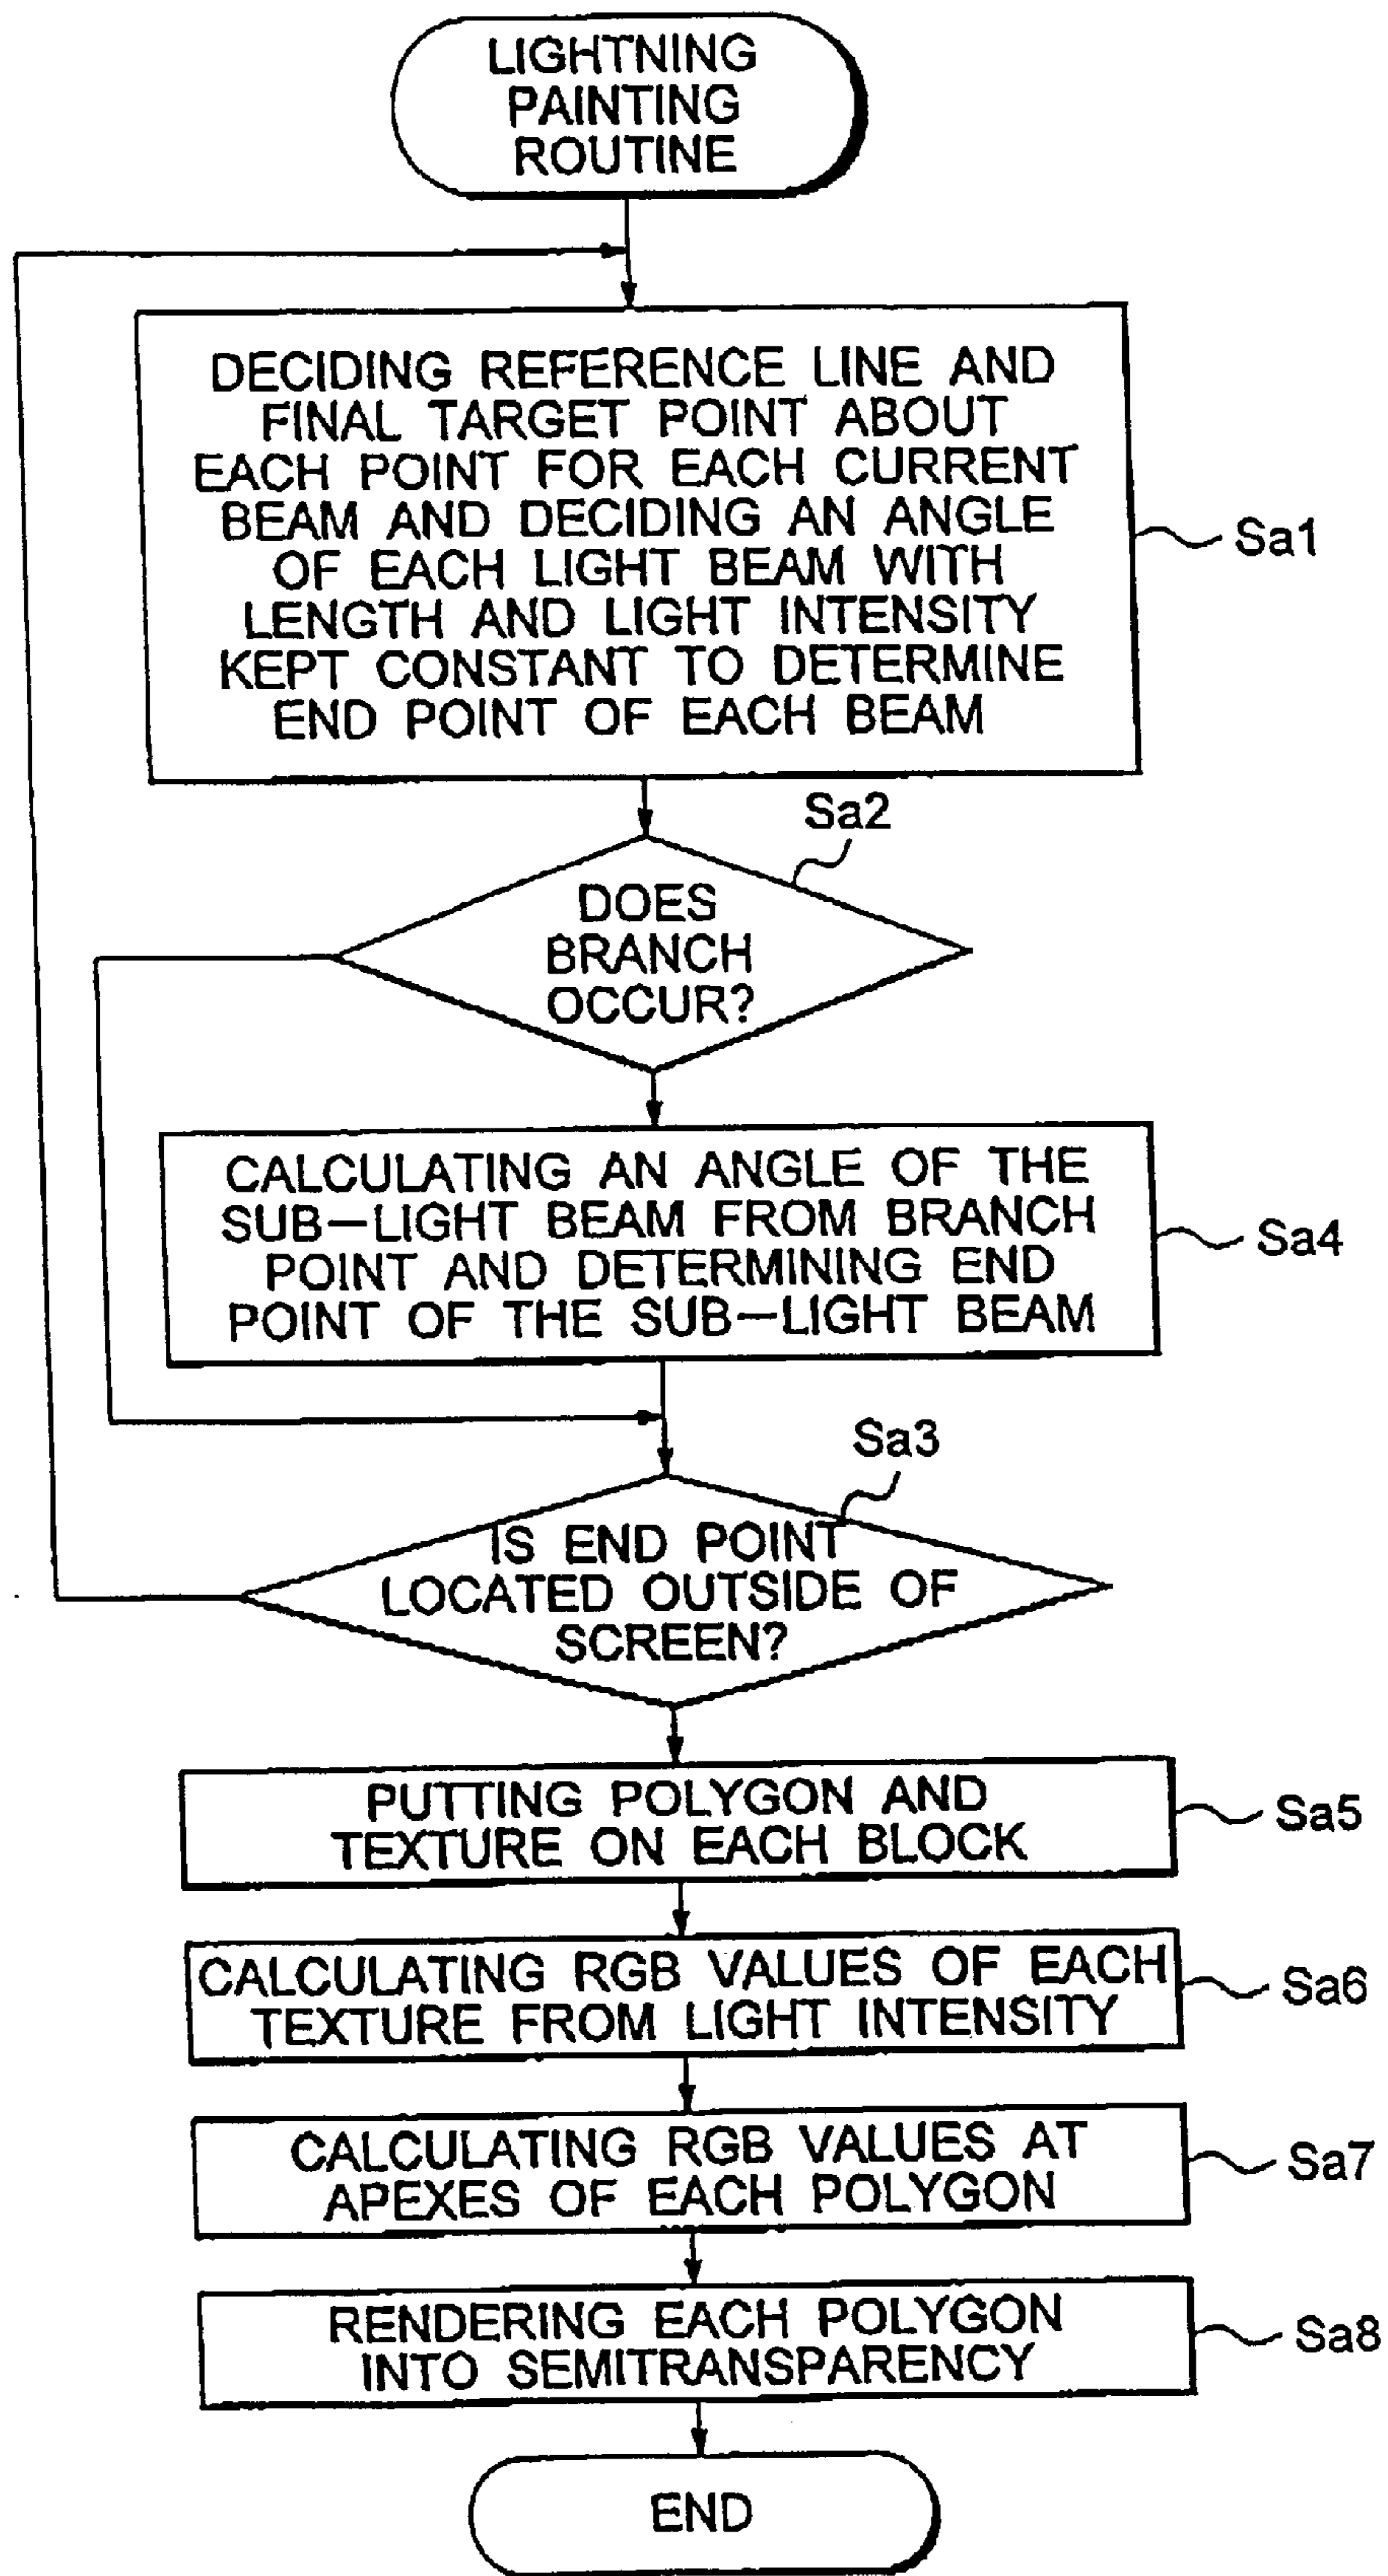 LIGHTNING
PAINTING
ROUTINE
DECIDING REFERENCE LINE AND
FINAL TARGET POINT ABOUT
EACH POINT FOR EACH CURRENT
BEAM AND DECIDING AN ANGLE
OF EACH LIGHT BEAM WITH
LENGTH AND LIGHT INTENSITY
KEPT CONSTANT TO DETERMINE
END POINT OF EACH BEAM
Sa1
Sa2
DOES
BRANCH
OCCUR?
CALCULATING AN ANGLE OF THE
SUB–LIGHT BEAM FROM BRANCH
POINT AND DETERMINING END
POINT OF THE SUB–LIGHT BEAM
Sa4
Sa3
IS END POINT
LOCATED OUTSIDE OF
SCREEN?
PUTTING POLYGON AND
TEXTURE ON EACH BLOCK
Sa5
CALCULATING RGB VALUES OF EACH
TEXTURE FROM LIGHT INTENSITY
Sa6
CALCULATING RGB VALUES AT
APEXES OF EACH POLYGON
Sa7
RENDERING EACH POLYGON
INTO SEMITRANSPARENCY
Sa8
END